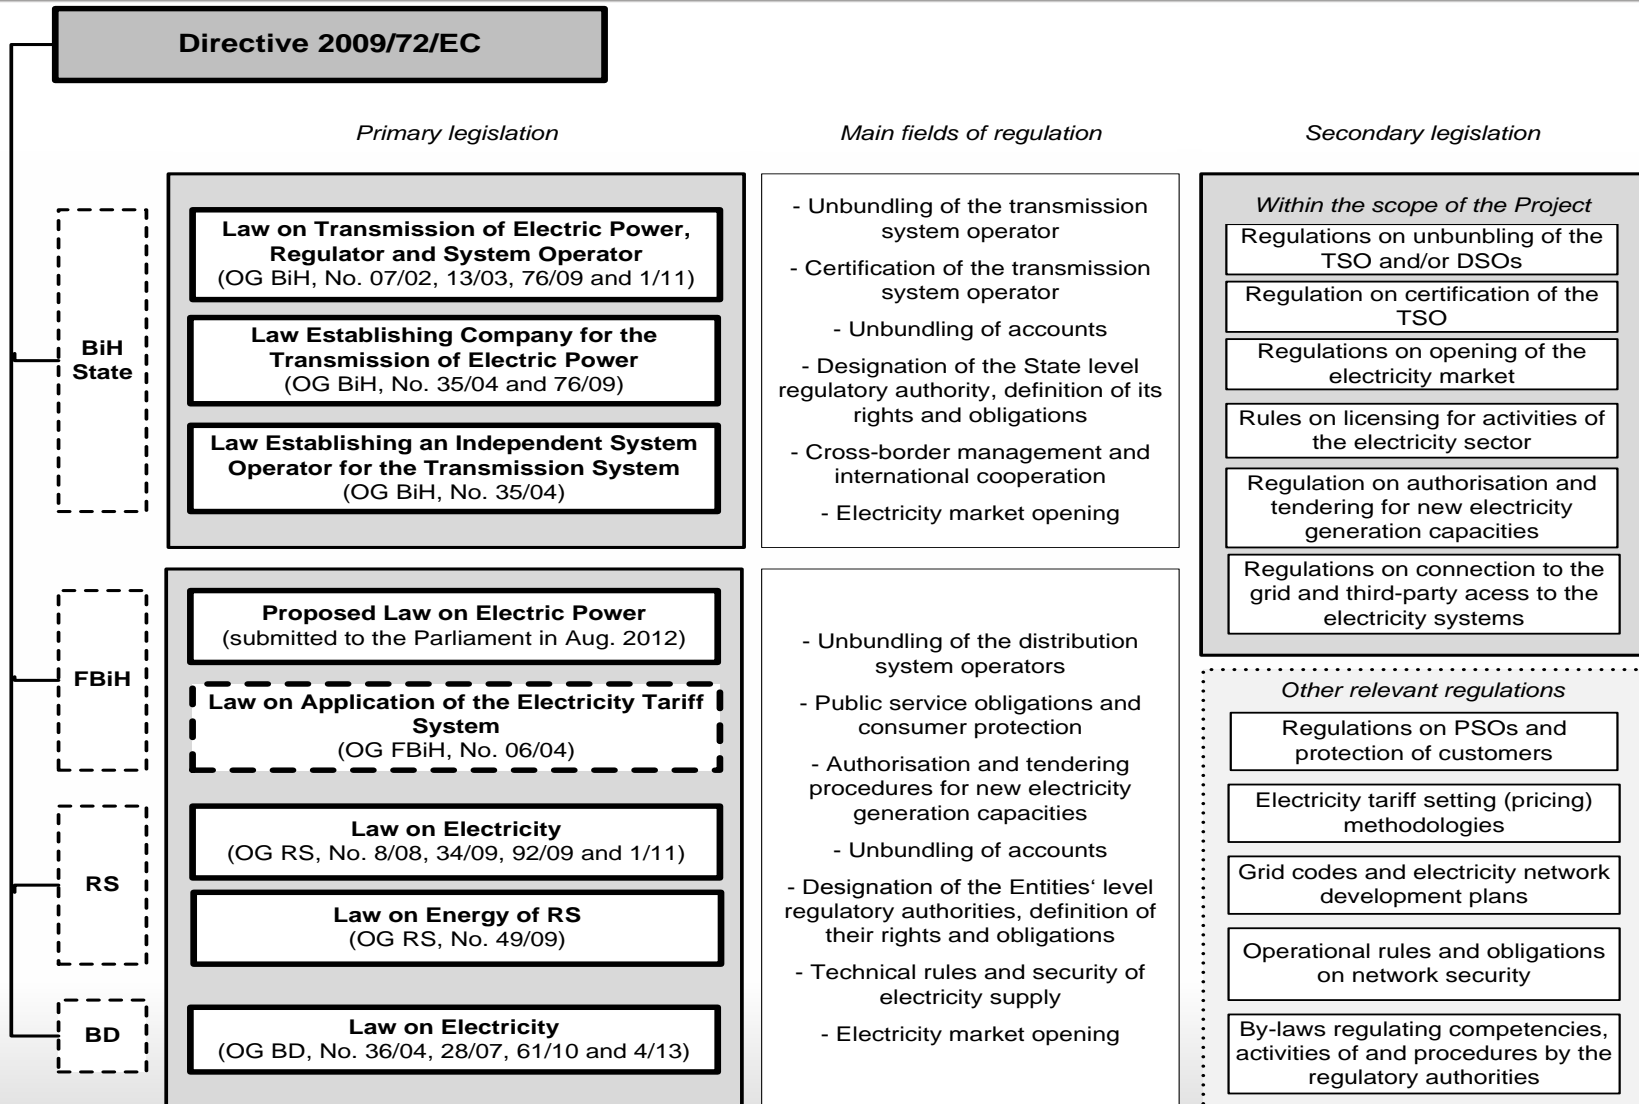 Directive 2009/72/EC
Primary legislation
Main fields of regulation
Secondary legislation
BiH
State
Law on Transmission of Electric Power,
Regulator and System Operator
(OG BiH, No. 07/02, 13/03, 76/09 and 1/11)
Law Establishing Company for the
Transmission of Electric Power
(OG BiH, No. 35/04 and 76/09)
Law Establishing an Independent System
Operator for the Transmission System
(OG BiH, No. 35/04)
- Unbundling of the transmission
system operator
- Certification of the transmission
system operator
- Unbundling of accounts
- Designation of the State level
regulatory authority, definition of its
rights and obligations
- Cross-border management and
international cooperation
- Electricity market opening
Within the scope of the Project
Regulations on unbunbling of the
TSO and/or DSOs
Regulation on certification of the
TSO
Regulations on opening of the
electricity market
Rules on licensing for activities of
the electricity sector
Regulation on authorisation and
tendering for new electricity
generation capacities
Regulations on connection to the
grid and third-party acess to the
electricity systems
FBiH
Proposed Law on Electric Power
(submitted to the Parliament in Aug. 2012)
Law on Application of the Electricity Tariff
System
(OG FBiH, No. 06/04)
RS
Law on Electricity
(OG RS, No. 8/08, 34/09, 92/09 and 1/11)
Law on Energy of RS
(OG RS, No. 49/09)
BD
Law on Electricity
(OG BD, No. 36/04, 28/07, 61/10 and 4/13)
- Unbundling of the distribution
system operators
- Public service obligations and
consumer protection
- Authorisation and tendering
procedures for new electricity
generation capacities
- Unbundling of accounts
- Designation of the Entities‘ level
regulatory authorities, definition of
their rights and obligations
- Technical rules and security of
electricity supply
- Electricity market opening
Other relevant regulations
Regulations on PSOs and
protection of customers
Electricity tariff setting (pricing)
methodologies
Grid codes and electricity network
development plans
Operational rules and obligations
on network security
By-laws regulating competencies,
activities of and procedures by the
regulatory authorities